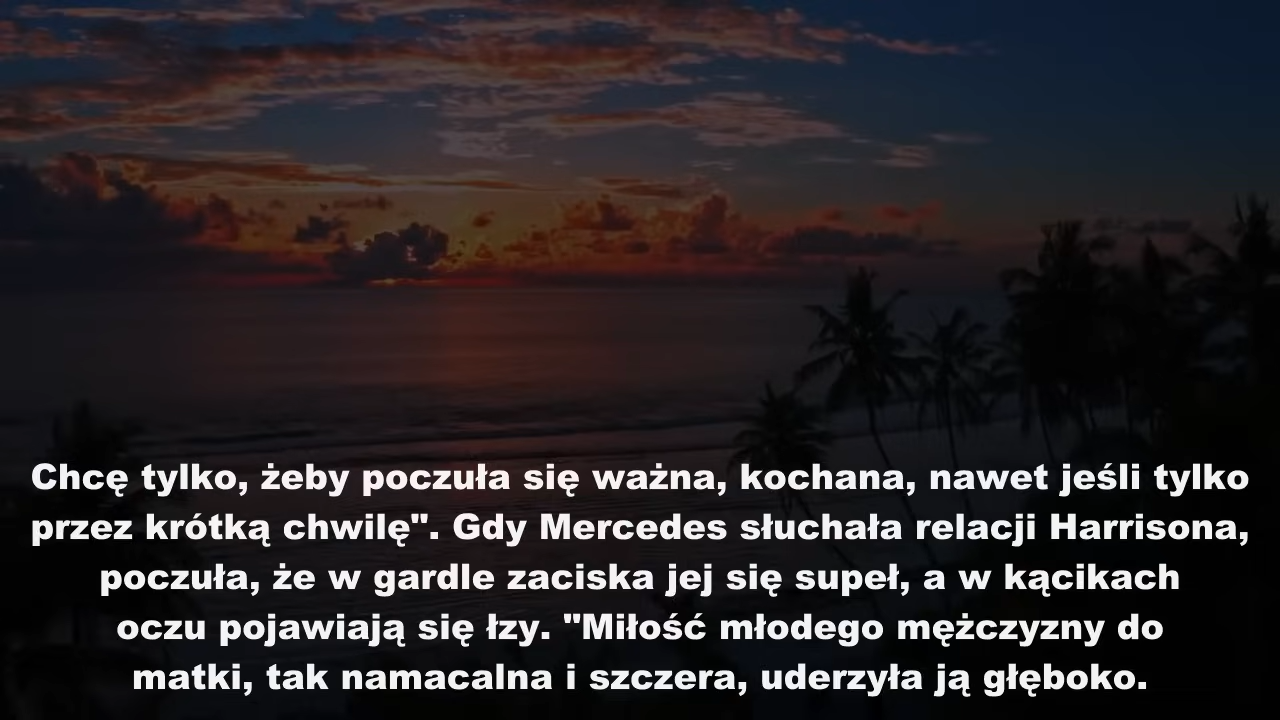 Chcę tylko, żeby poczuła się ważna, kochana, nawet jeśli tylko
przez krótką chwilę". Gdy Mercedes słuchała relacji Harrisona,
poczuła, że w gardle zaciska jej się supeł, a w kącikach
oczu pojawiają się łzy. "Miłość młodego mężczyzny do
matki, tak namacalna i szczera, uderzyła ją głęboko.